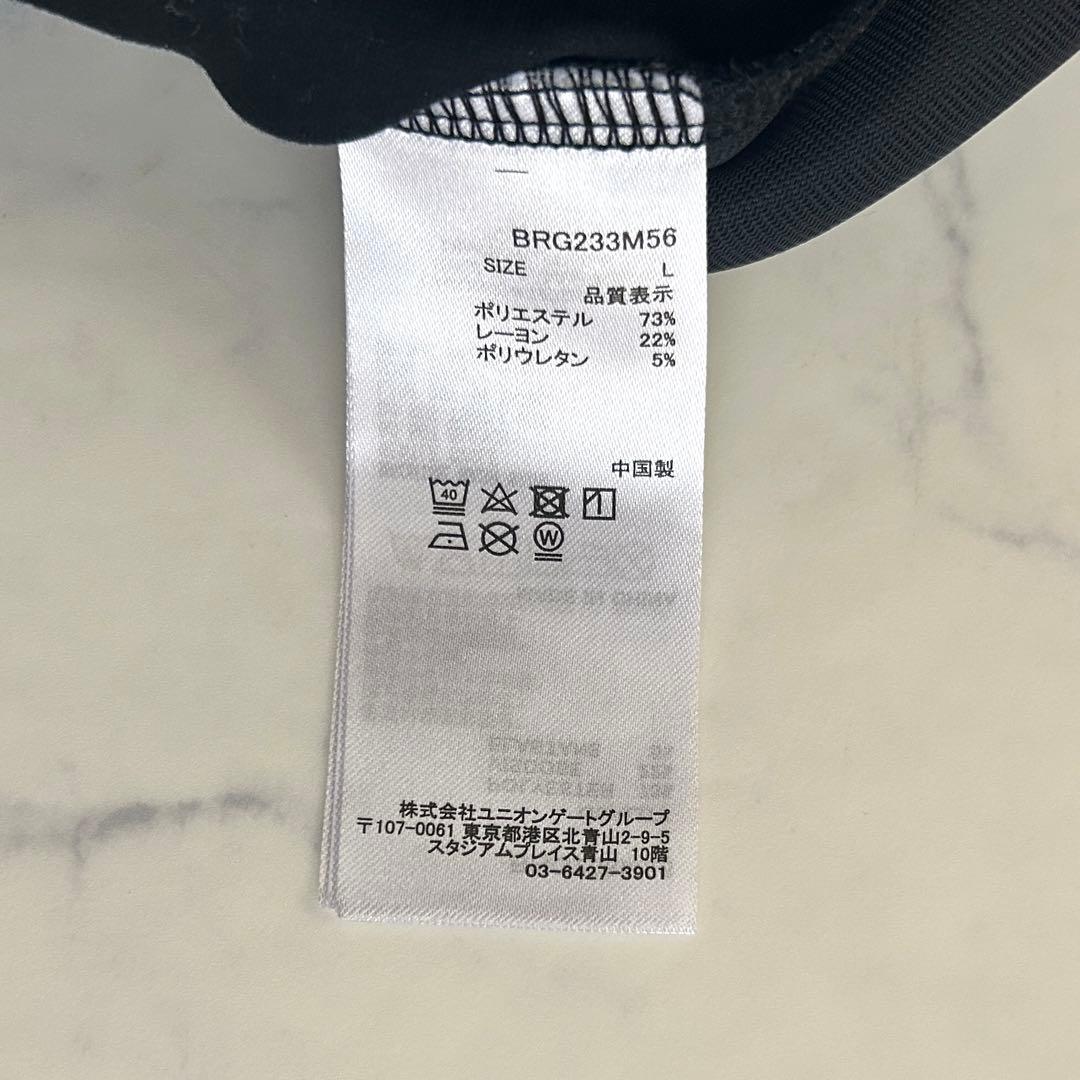 BRG233M56
SIZE L
品質表示
ポリエステル 73%
レーヨン 22%
ポリウレタン 5%
中国製
40
W
株式会社ユニオンゲートグループ
〒107-0061 東京都港区北青山2-9-5
スタジアムプレイス青山 10階
03-6427-3901